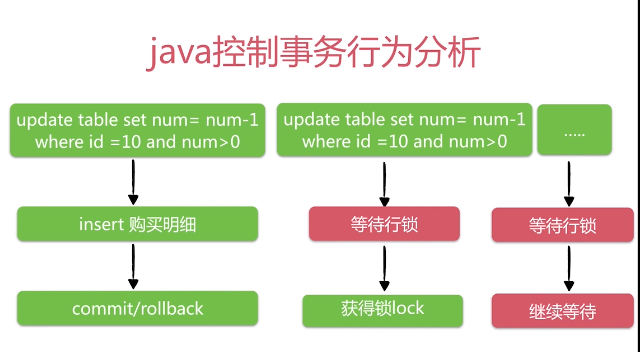 java控制事务行为分析
update table set num= num-1
where id =10 and num>0
update table set num= num-1
where id =10 and num>0
.....
insert 购买明细
等待行锁
等待行锁
commit/rollback
获得锁lock
继续等待